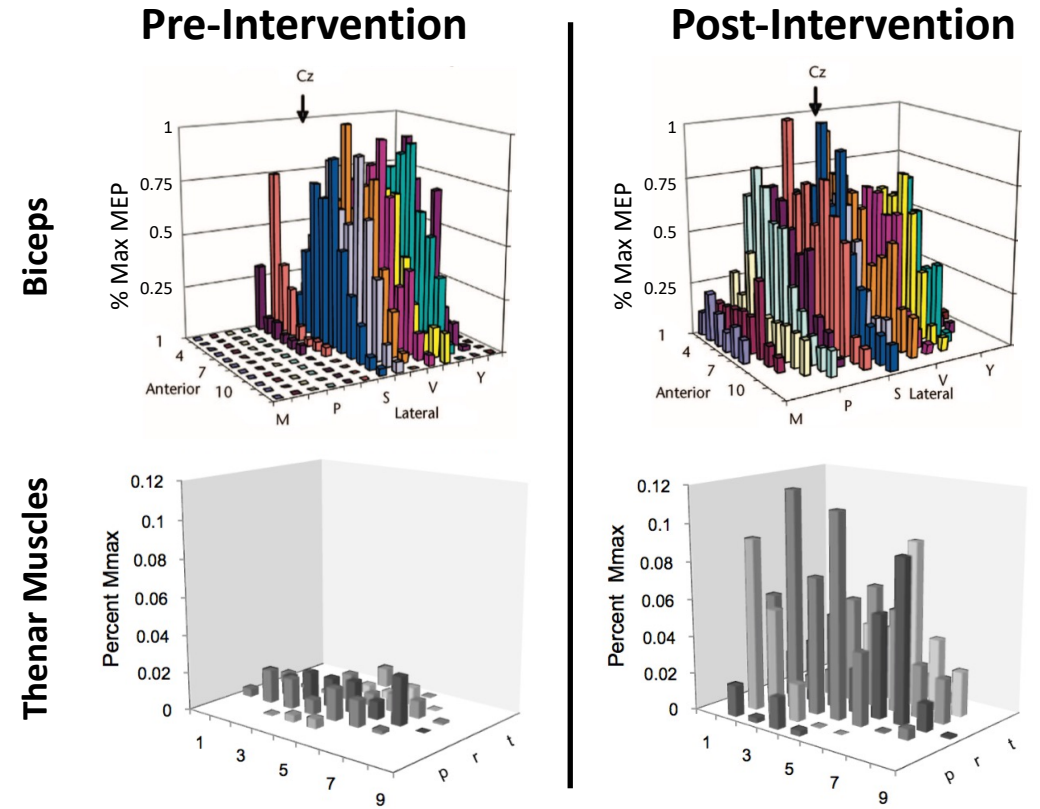 Pre-Intervention
Post-Intervention
Biceps
Cz
% Max MEP
1
0.75
0.5
0.25
1
4
7
10
Anterior
M
P
S
V
Y
Lateral
Cz
% Max MEP
1
0.75
0.5
0.25
1
4
7
10
Anterior
M
P
S
V
Y
Lateral
Thenar Muscles
Percent Mmax
0.12
0.1
0.08
0.06
0.04
0.02
0
1
3
5
7
9
p
r
t
Percent Mmax
0.12
0.1
0.08
0.06
0.04
0.02
0
1
3
5
7
9
p
r
t